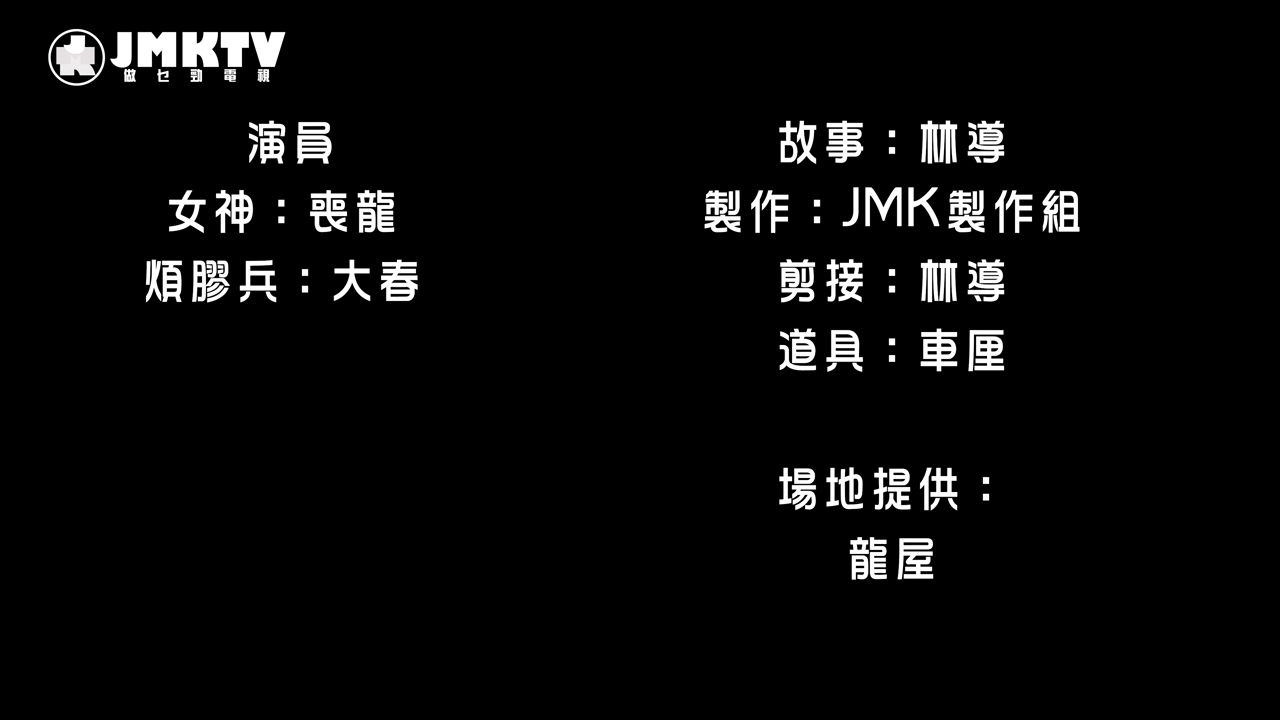 JMKTV
做乜勁電視
演員
女神：喪龍
煩膠兵：大春
故事：林導
製作：JMK製作組
剪接：林導
道具：車厘
場地提供：
龍屋